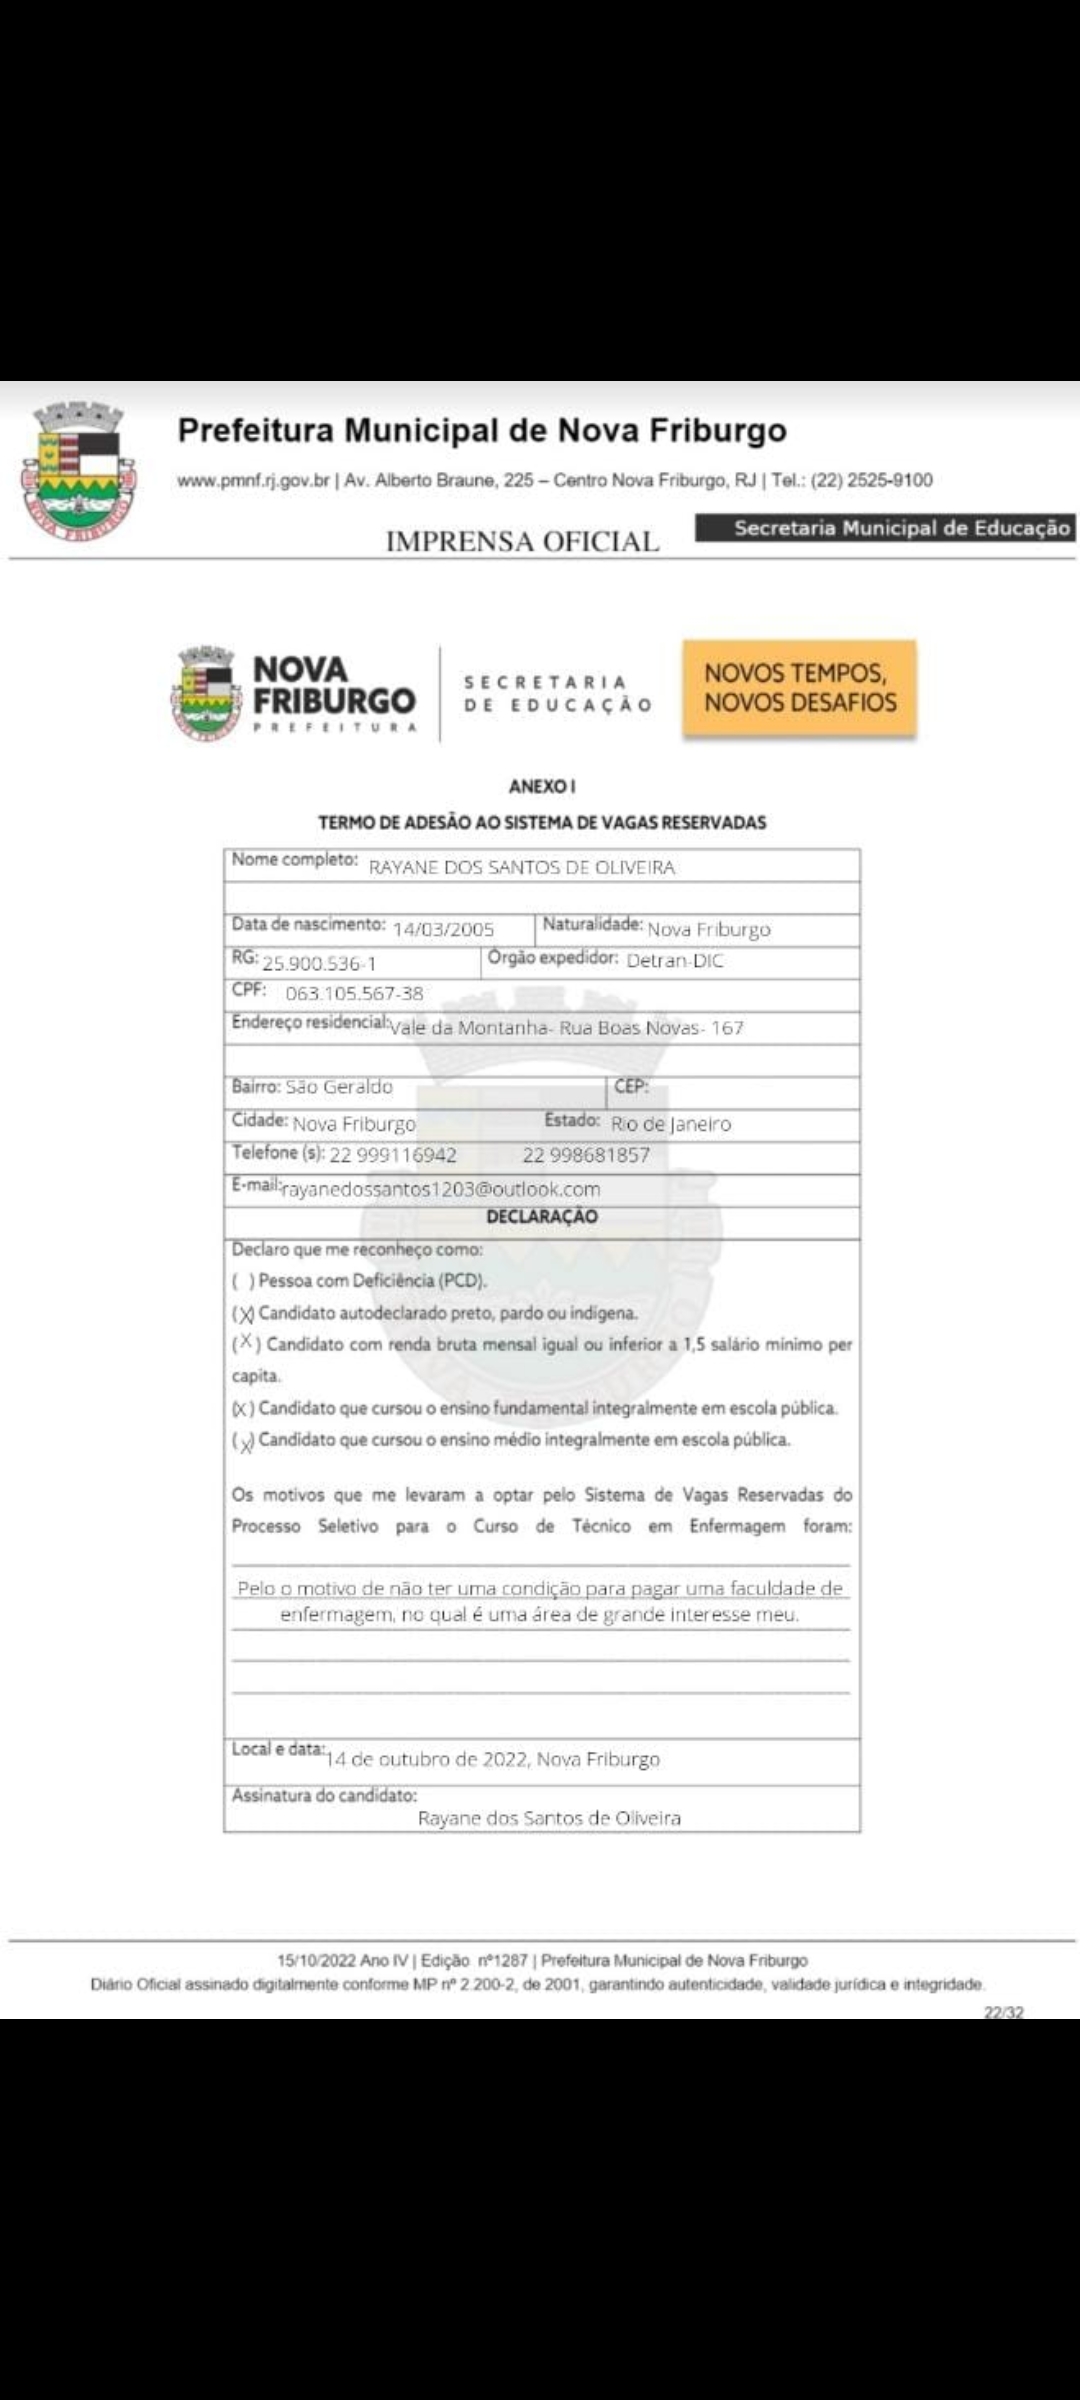 Prefeitura Municipal de Nova Friburgo
www.pmnf.rj.gov.br | Av. Alberto Braune, 225 – Centro Nova Friburgo, RJ | Tel.: (22) 2525-9100
IMPRENSA OFICIAL
Secretaria Municipal de Educação
NOVA FRIBURGO
NOVA
FRIBURGO
PREFEITURA
SECRETARIA
DE EDUCAÇÃO
NOVOS TEMPOS,
NOVOS DESAFIOS
ANEXO I
TERMO DE ADESÃO AO SISTEMA DE VAGAS RESERVADAS
Nome completo: RAYANE DOS SANTOS DE OLIVEIRA
Data de nascimento: 14/03/2005 Naturalidade: Nova Friburgo
RG: 25.900.536-1 Órgão expedidor: Detran-DIC
CPF: 063.105.567-38
Endereço residencial: Vale da Montanha- Rua Boas Novas- 167
Bairro: São Geraldo CEP:
Cidade: Nova Friburgo Estado: Rio de Janeiro
Telefone (s): 22 999116942 22 998681857
E-mail: rayanedossantos1203@outlook.com
DECLARAÇÃO
Declaro que me reconheço como:
( ) Pessoa com Deficiência (PCD).
(X) Candidato autodeclarado preto, pardo ou indígena.
(X) Candidato com renda bruta mensal igual ou inferior a 1,5 salário mínimo per
capita.
(X) Candidato que cursou o ensino fundamental integralmente em escola pública.
(X) Candidato que cursou o ensino médio integralmente em escola pública.
Os motivos que me levaram a optar pelo Sistema de Vagas Reservadas do
Processo Seletivo para o Curso de Técnico em Enfermagem foram:
Pelo o motivo de não ter uma condição para pagar uma faculdade de
enfermagem, no qual é uma área de grande interesse meu.
Local e data: 14 de outubro de 2022, Nova Friburgo
Assinatura do candidato:
Rayane dos Santos de Oliveira
15/10/2022 Ano IV | Edição nº1287 | Prefeitura Municipal de Nova Friburgo
Diário Oficial assinado digitalmente conforme MP nº 2.200-2, de 2001, garantindo autenticidade, validade jurídica e integridade.
22/32